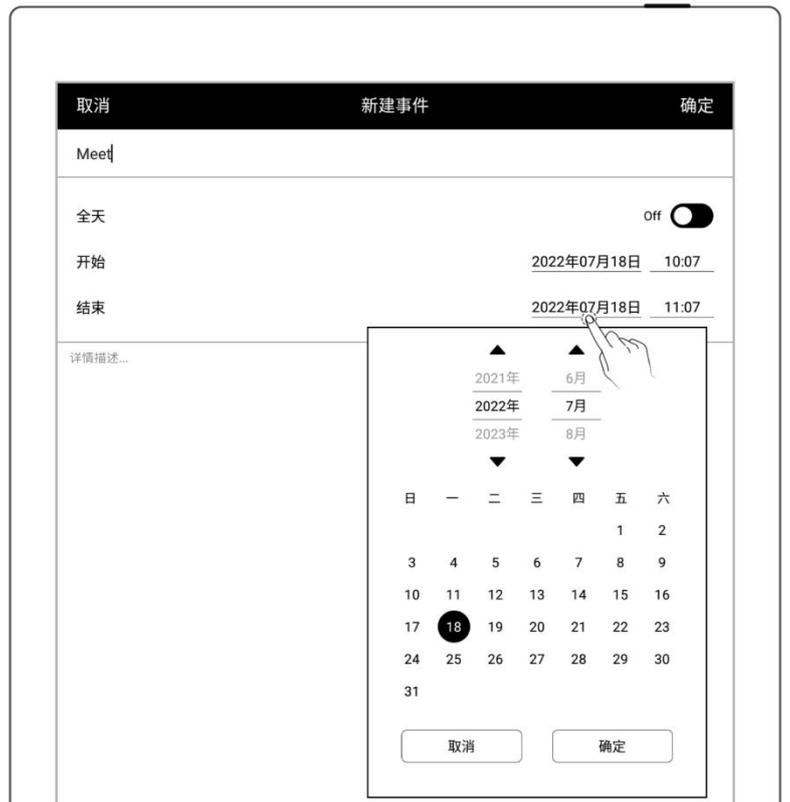 取消 新建事件 确定
Meet
全天 Off
开始 2022年07月18日 10:07
结束 2022年07月18日 11:07
详情描述...
2021年 6月
2022年 7月
2023年 8月
日 一 二 三 四 五 六
1 2
3 4 5 6 7 8 9
10 11 12 13 14 15 16
17 18 19 20 21 22 23
24 25 26 27 28 29 30
31
取消 确定